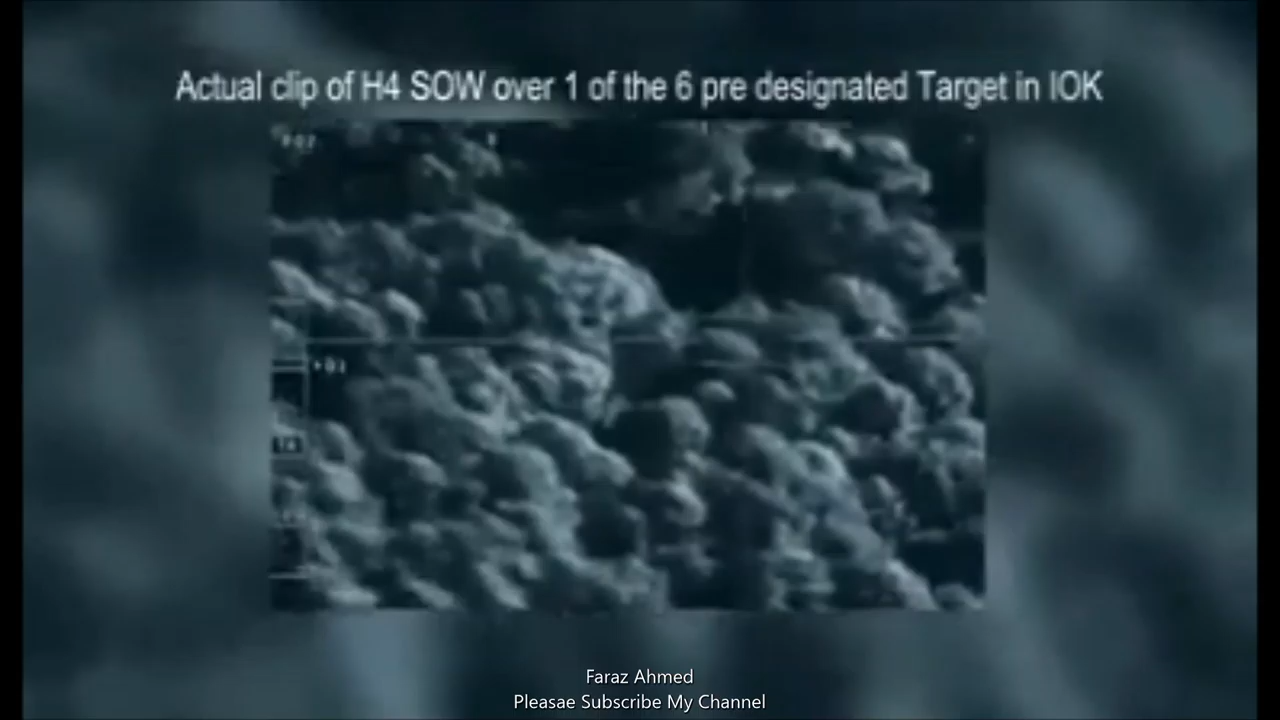 Actual clip of H4 SOW over 1 of the 6 pre designated Target in IOK
Faraz Ahmed
Pleasae Subscribe My Channel